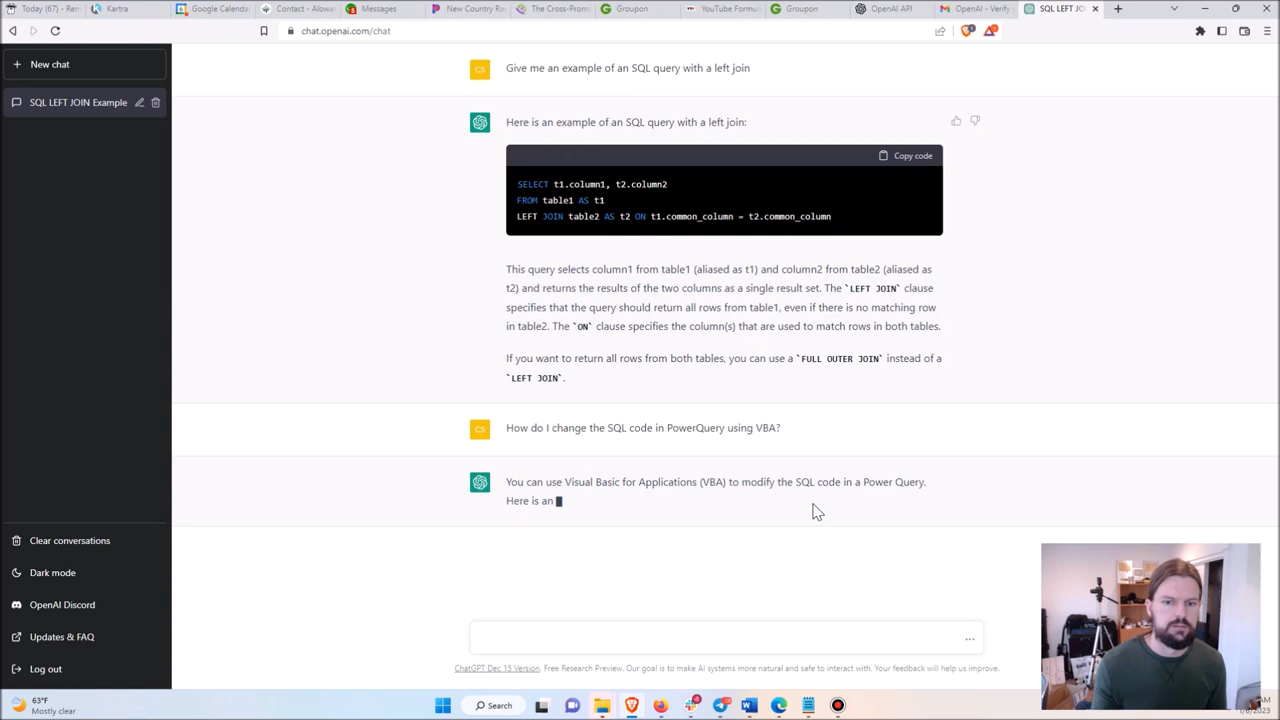 Today (67) - Rem
Kartra
Google Calenda
Contact - Alowa
Messages
New Country Ra
The Cross-Prom
Groupon
YouTube Formul
Groupon
OpenAI API
OpenAI - Verify
SQL LEFT JOI
chat.openai.com/chat
New chat
SQL LEFT JOIN Example
CS
Give me an example of an SQL query with a left join
Here is an example of an SQL query with a left join:
Copy code
SELECT t1.column1, t2.column2
FROM table1 AS t1
LEFT JOIN table2 AS t2 ON t1.common_column = t2.common_column
This query selects column1 from table1 (aliased as t1) and column2 from table2 (aliased as
t2) and returns the results of the two columns as a single result set. The `LEFT JOIN` clause
specifies that the query should return all rows from table1, even if there is no matching row
in table2. The `ON` clause specifies the column(s) that are used to match rows in both tables.
If you want to return all rows from both tables, you can use a `FULL OUTER JOIN` instead of a
`LEFT JOIN`.
CS
How do I change the SQL code in PowerQuery using VBA?
You can use Visual Basic for Applications (VBA) to modify the SQL code in a Power Query.
Here is an
Clear conversations
Dark mode
OpenAI Discord
Updates & FAQ
Log out
ChatGPT Dec 15 Version. Free Research Preview. Our goal is to make AI systems more natural and safe to interact with. Your feedback will help us improve.
63°F
Mostly clear
Search
AM